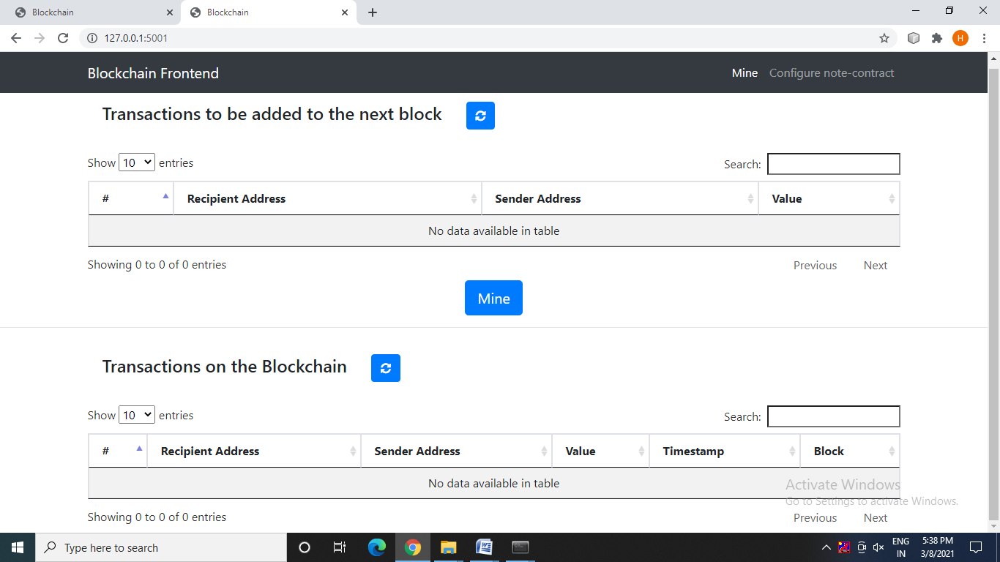 Blockchain
Blockchain
127.0.0.1:5001
H
Blockchain Frontend
Mine Configure note-contract
Transactions to be added to the next block
Show 10 entries
Search:
# Recipient Address Sender Address Value
No data available in table
Showing 0 to 0 of 0 entries
Previous Next
Mine
Transactions on the Blockchain
Show 10 entries
Search:
# Recipient Address Sender Address Value Timestamp Block
No data available in table
Activate Windows
Go to Settings to activate Windows.
Showing 0 to 0 of 0 entries
Previous Next
Type here to search
ENG
IN
5:38 PM
3/8/2021